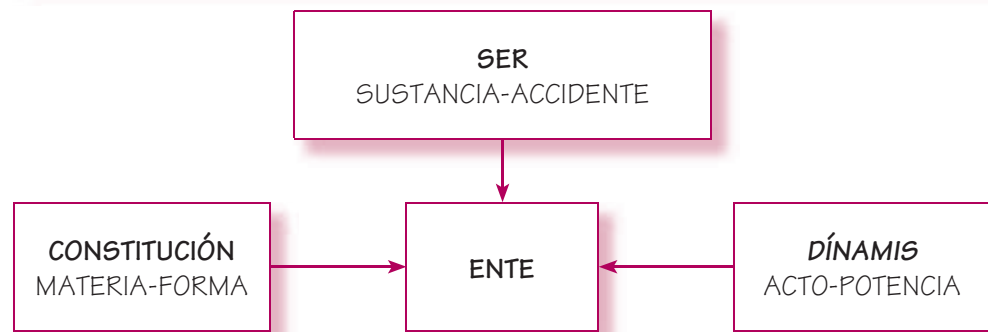 SER
SUSTANCIA-ACCIDENTE
CONSTITUCIÓN
MATERIA-FORMA
ENTE
DÍNAMIS
ACTO-POTENCIA